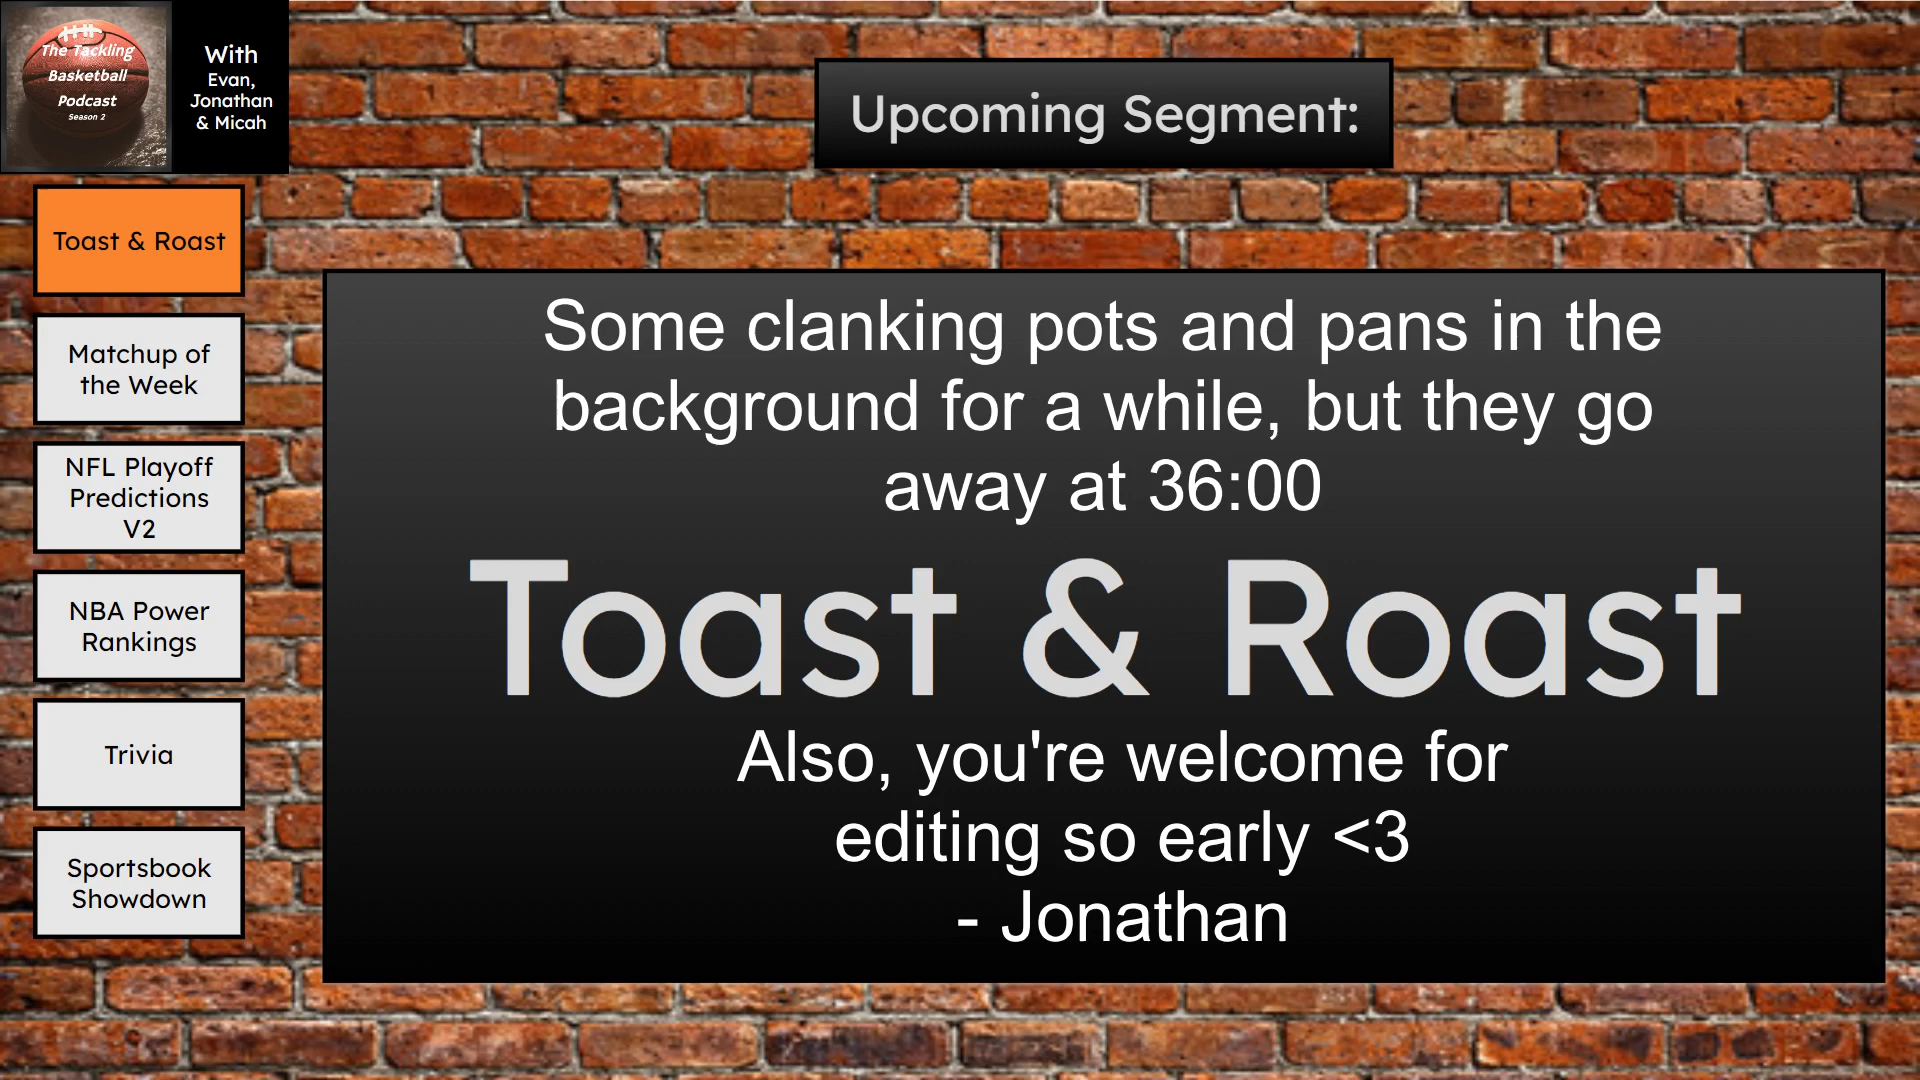 The Tackling
Basketball
Podcast
Season 2
With
Evan,
Jonathan
& Micah
Upcoming Segment:
Toast & Roast
Matchup of
the Week
NFL Playoff
Predictions
V2
NBA Power
Rankings
Trivia
Sportsbook
Showdown
Some clanking pots and pans in the
background for a while, but they go
away at 36:00
Toast & Roast
Also, you're welcome for
editing so early <3
- Jonathan